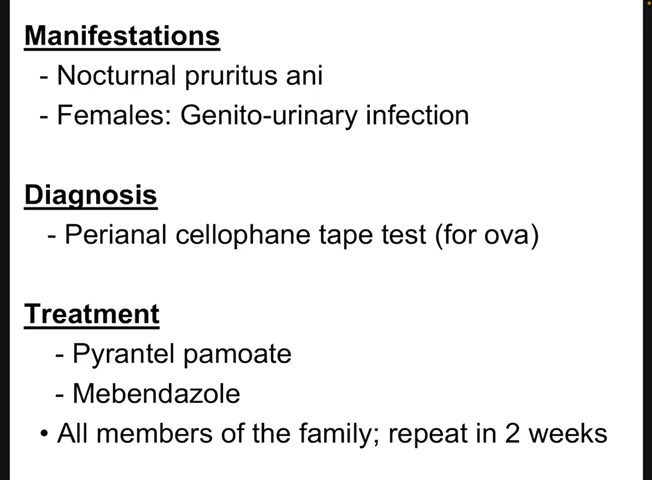 Manifestations
- Nocturnal pruritus ani
- Females: Genito-urinary infection
Diagnosis
- Perianal cellophane tape test (for ova)
Treatment
- Pyrantel pamoate
- Mebendazole
• All members of the family; repeat in 2 weeks